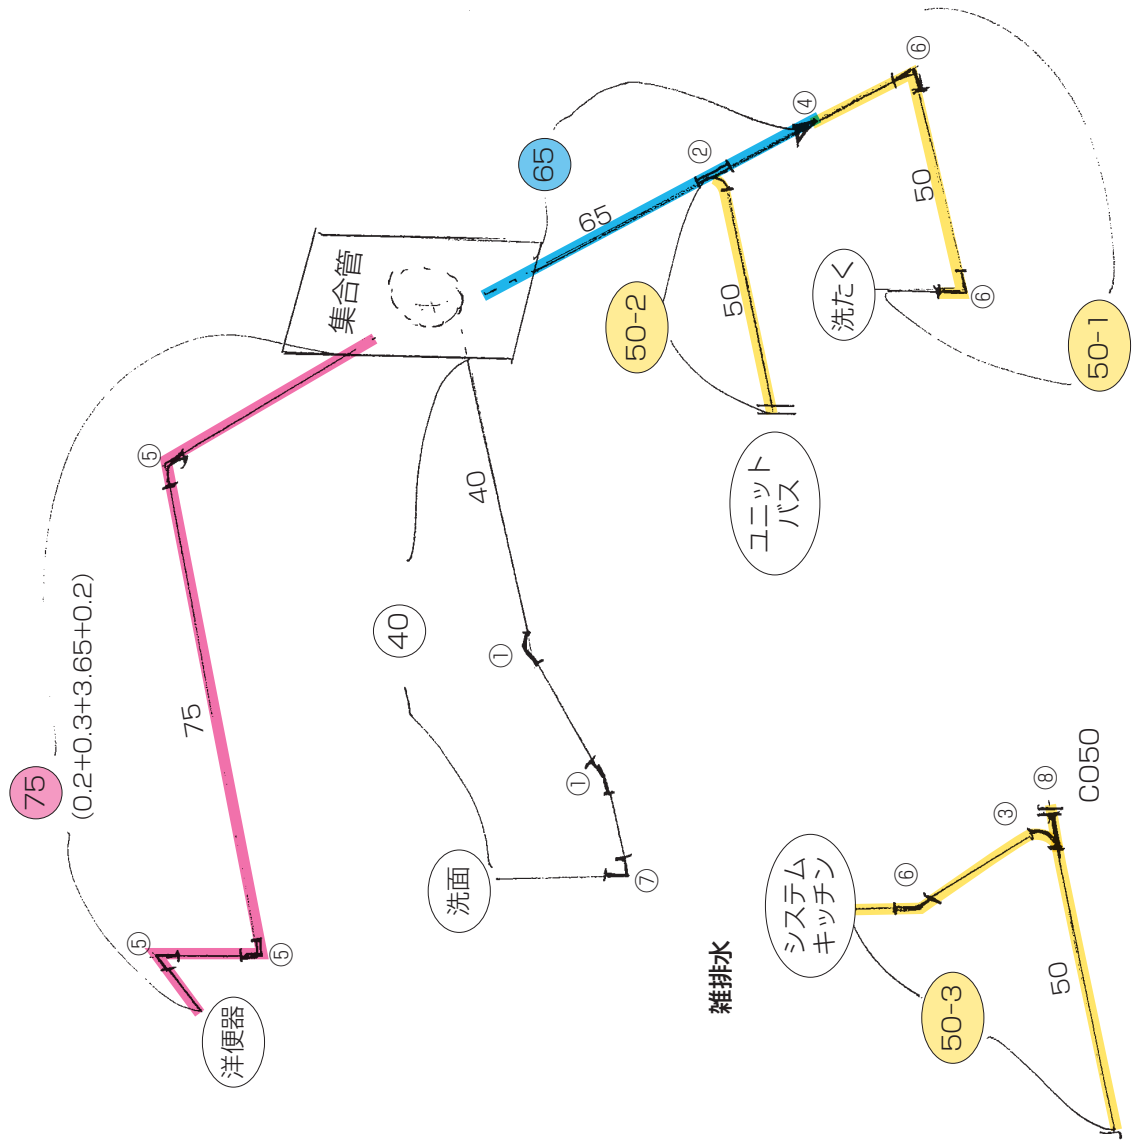 75
(0.2+0.3+3.65+0.2)
⑤
⑤
⑤
75
洋便器
集合管
65
65
②
④
⑥
50
50
50-2
洗たく
⑥
50-1
ユニット
バス
40
40
①
①
⑦
洗面
雑排水
システム
キッチン
⑥
③
⑧
CO50
50
50-3